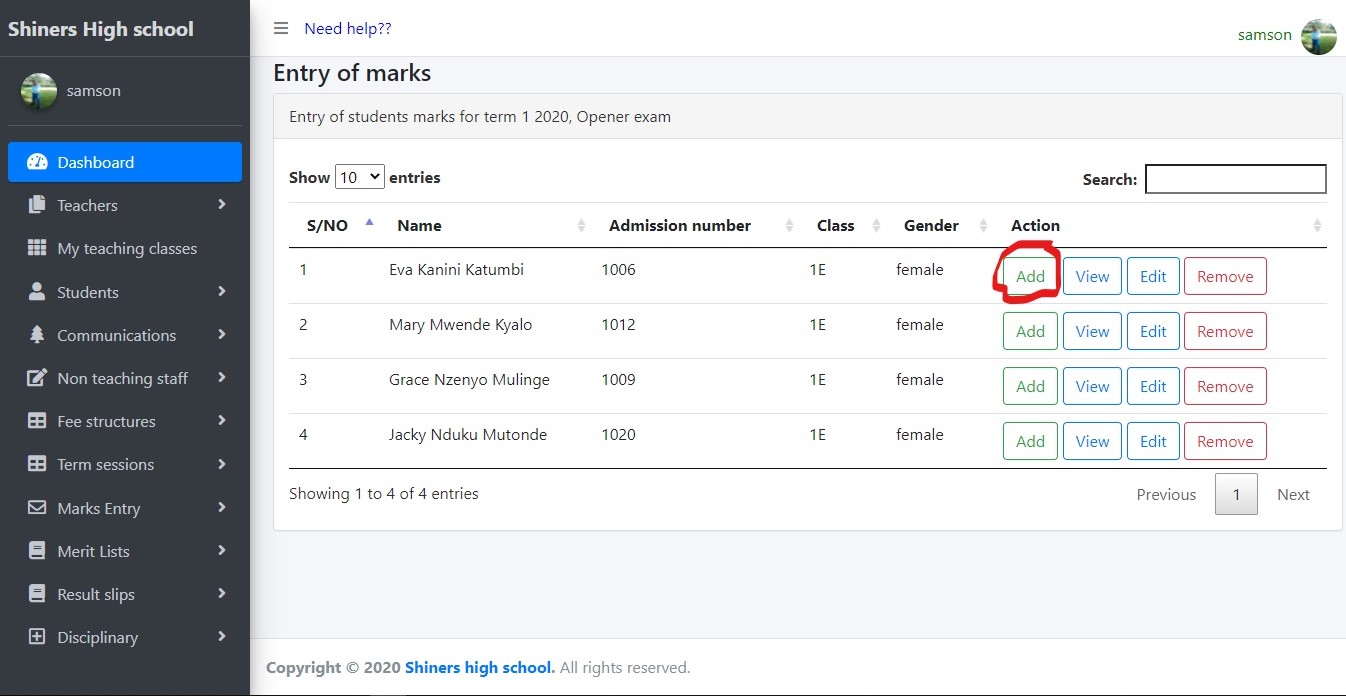 Shiners High school
samson
Dashboard
Teachers
My teaching classes
Students
Communications
Non teaching staff
Fee structures
Term sessions
Marks Entry
Merit Lists
Result slips
Disciplinary
Need help??
samson
Entry of marks
Entry of students marks for term 1 2020, Opener exam
Show 10 entries
Search:
S/NO Name Admission number Class Gender Action
1 Eva Kanini Katumbi 1006 1E female Add View Edit Remove
2 Mary Mwende Kyalo 1012 1E female Add View Edit Remove
3 Grace Nzenyo Mulinge 1009 1E female Add View Edit Remove
4 Jacky Nduku Mutonde 1020 1E female Add View Edit Remove
Showing 1 to 4 of 4 entries
Previous 1 Next
Copyright © 2020 Shiners high school. All rights reserved.